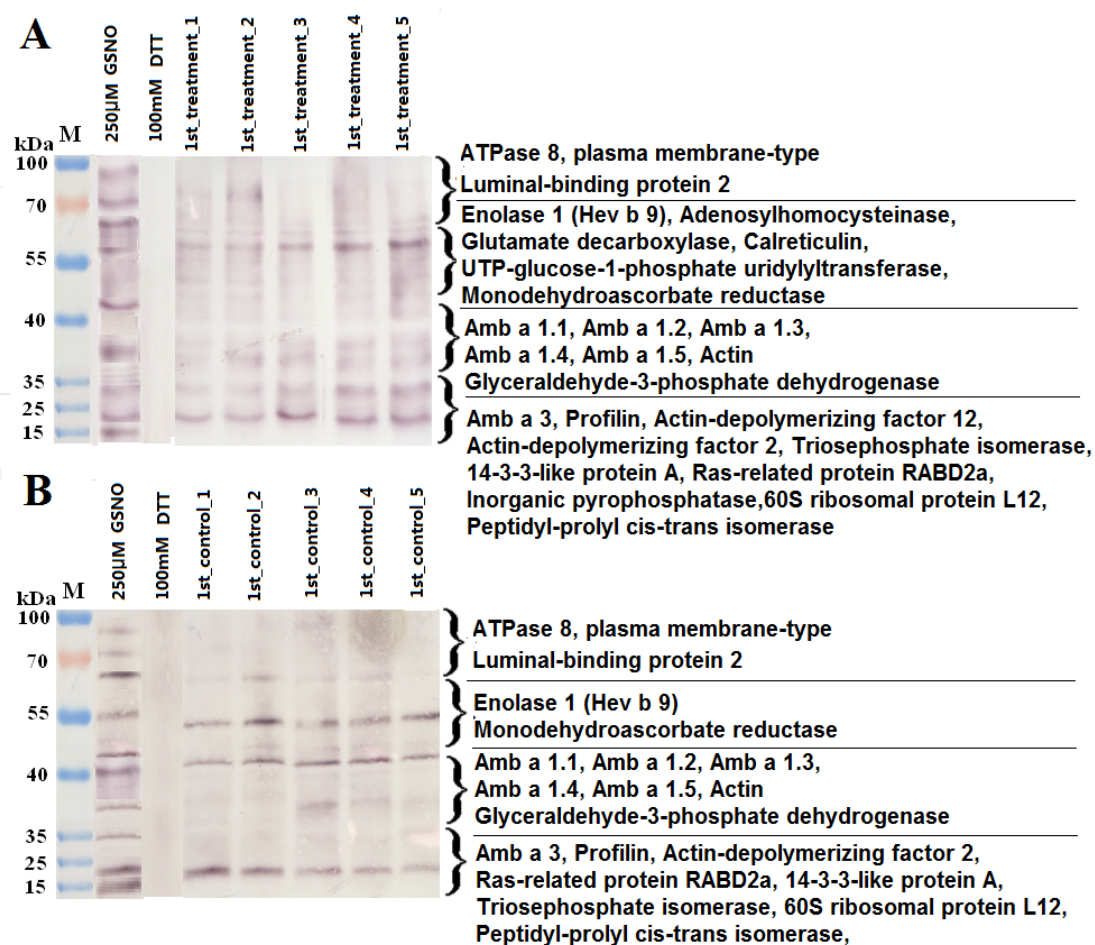 A
250µM GSNO
100mM DTT
1st_treatment_1
1st_treatment_2
1st_treatment_3
1st_treatment_4
1st_treatment_5
kDa M
100
70
55
40
35
25
15
ATPase 8, plasma membrane-type
Luminal-binding protein 2
Enolase 1 (Hev b 9), Adenosylhomocysteinase,
Glutamate decarboxylase, Calreticulin,
UTP-glucose-1-phosphate uridylyltransferase,
Monodehydroascorbate reductase
Amb a 1.1, Amb a 1.2, Amb a 1.3,
Amb a 1.4, Amb a 1.5, Actin
Glyceraldehyde-3-phosphate dehydrogenase
Amb a 3, Profilin, Actin-depolymerizing factor 12,
Actin-depolymerizing factor 2, Triosephosphate isomerase,
14-3-3-like protein A, Ras-related protein RABD2a,
Inorganic pyrophosphatase,60S ribosomal protein L12,
Peptidyl-prolyl cis-trans isomerase
B
250µM GSNO
100mM DTT
1st_control_1
1st_control_2
1st_control_3
1st_control_4
1st_control_5
kDa M
100
70
55
40
35
25
15
ATPase 8, plasma membrane-type
Luminal-binding protein 2
Enolase 1 (Hev b 9)
Monodehydroascorbate reductase
Amb a 1.1, Amb a 1.2, Amb a 1.3,
Amb a 1.4, Amb a 1.5, Actin
Glyceraldehyde-3-phosphate dehydrogenase
Amb a 3, Profilin, Actin-depolymerizing factor 2,
Ras-related protein RABD2a, 14-3-3-like protein A,
Triosephosphate isomerase, 60S ribosomal protein L12,
Peptidyl-prolyl cis-trans isomerase,